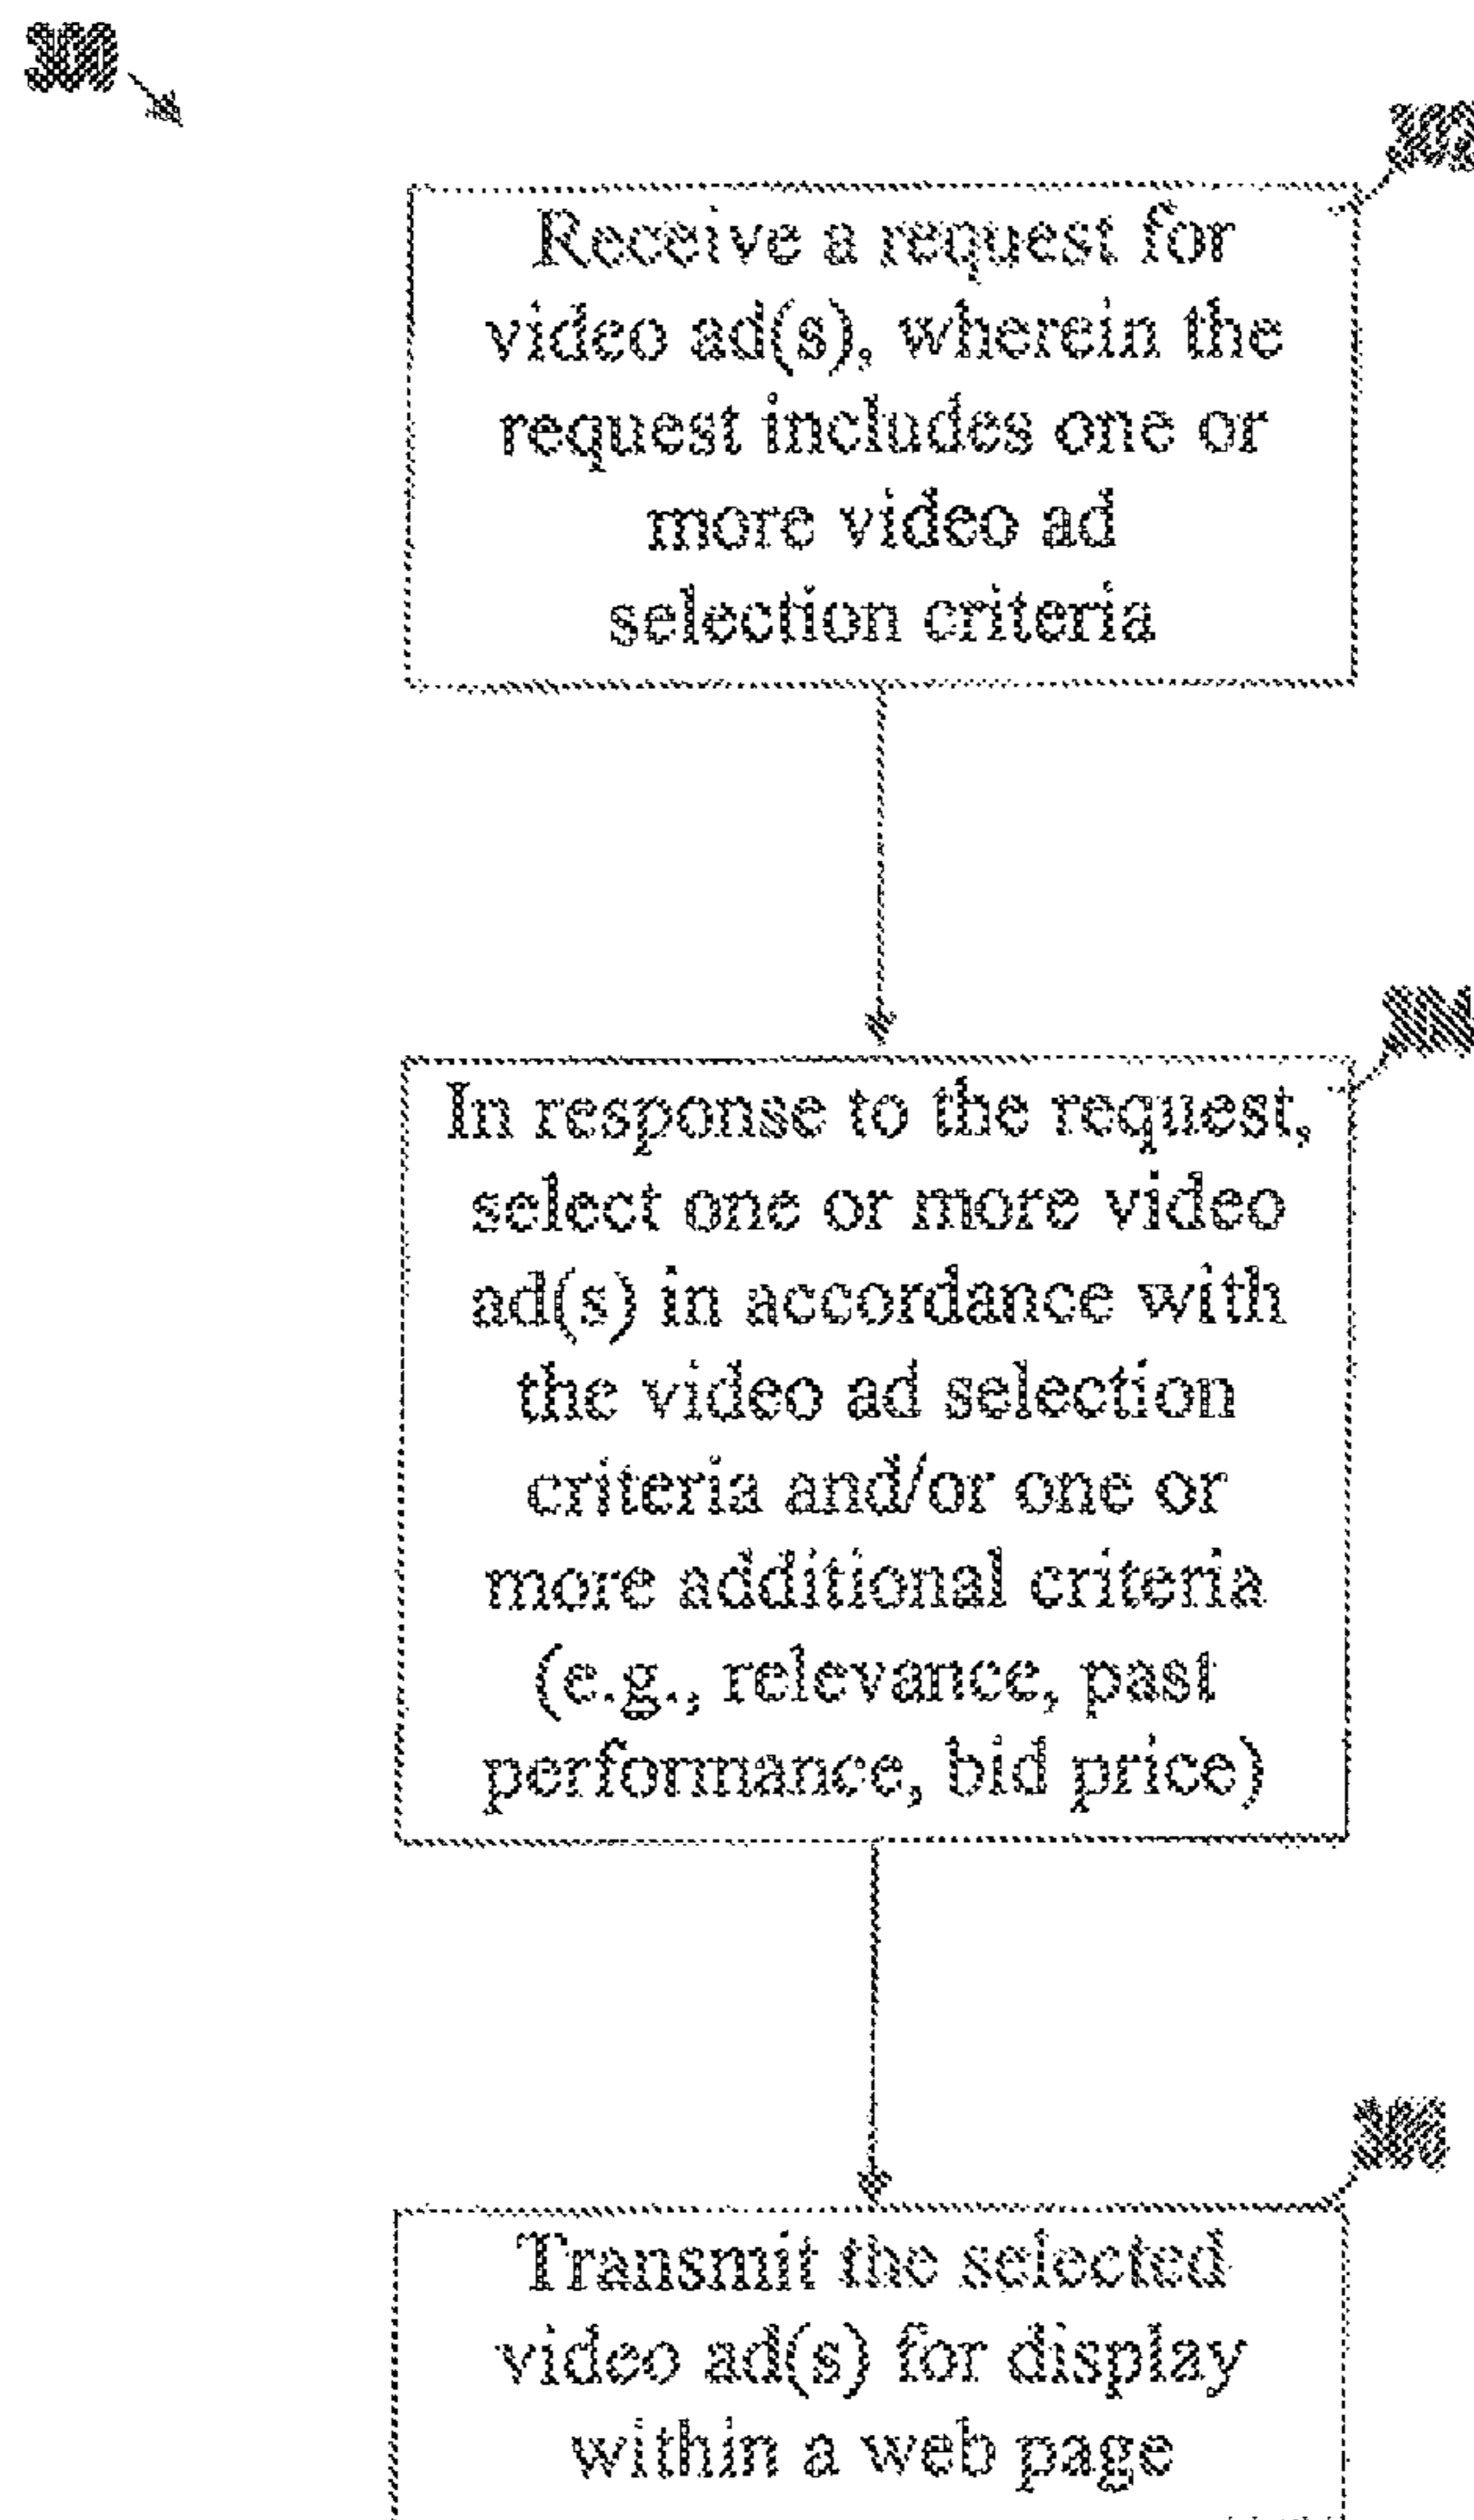 Receive a request for
video ad(s), wherein the
request includes one or
more video ad
selection criteria
In response to the request,
select one or more video
ad(s) in accordance with
the video ad selection
criteria and/or one or
more additional criteria
(e.g., relevance, past
performance, bid price)
Transmit the selected
video ad(s) for display
within a web page